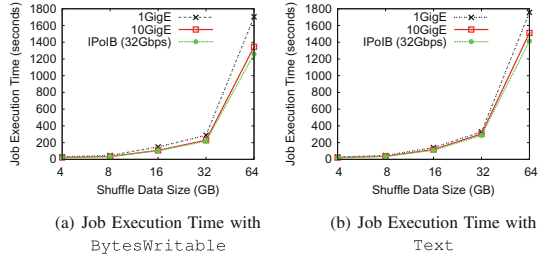 Job Execution Time (seconds)
1800
1600
1400
1200
1000
800
600
400
200
0
1GigE
10GigE
IPoIB (32Gbps)
4 8 16 32 64
Shuffle Data Size (GB)
(a) Job Execution Time with
BytesWritable
Job Execution Time (seconds)
1800
1600
1400
1200
1000
800
600
400
200
0
1GigE
10GigE
IPoIB (32Gbps)
4 8 16 32 64
Shuffle Data Size (GB)
(b) Job Execution Time with
Text